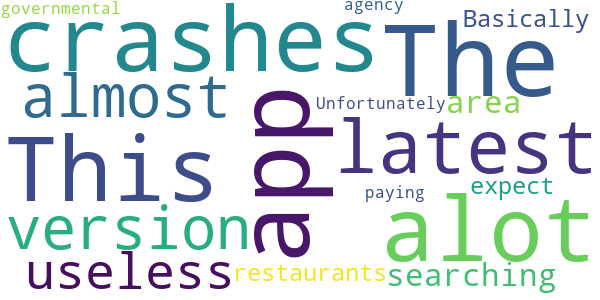 governmental agency
crashes The Basically
almost
Unfortunately area
This app latest
paying expect
version alot
useless restaurants searching